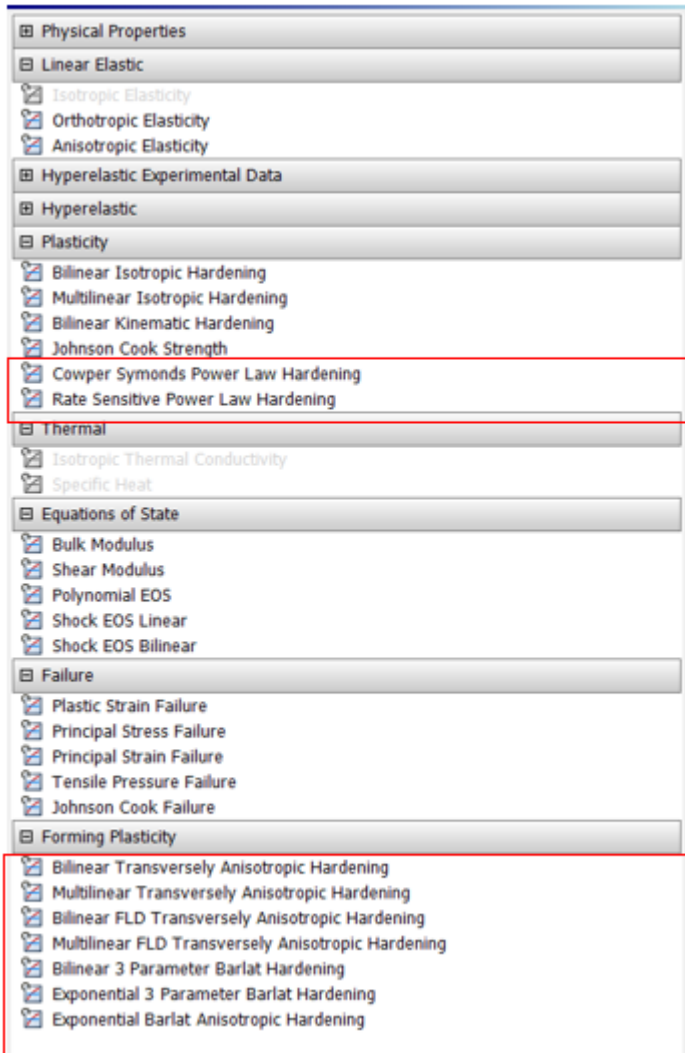 Physical Properties
Linear Elastic
Isotropic Elasticity
Orthotropic Elasticity
Anisotropic Elasticity
Hyperelastic Experimental Data
Hyperelastic
Plasticity
Bilinear Isotropic Hardening
Multilinear Isotropic Hardening
Bilinear Kinematic Hardening
Johnson Cook Strength
Cowper Symonds Power Law Hardening
Rate Sensitive Power Law Hardening
Thermal
Isotropic Thermal Conductivity
Specific Heat
Equations of State
Bulk Modulus
Shear Modulus
Polynomial EOS
Shock EOS Linear
Shock EOS Bilinear
Failure
Plastic Strain Failure
Principal Stress Failure
Principal Strain Failure
Tensile Pressure Failure
Johnson Cook Failure
Forming Plasticity
Bilinear Transversely Anisotropic Hardening
Multilinear Transversely Anisotropic Hardening
Bilinear FLD Transversely Anisotropic Hardening
Multilinear FLD Transversely Anisotropic Hardening
Bilinear 3 Parameter Barlat Hardening
Exponential 3 Parameter Barlat Hardening
Exponential Barlat Anisotropic Hardening